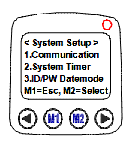 < System Setup >
1.Communication
2.System Timer
3.ID/PW Datemode
M1=Esc, M2=Select
M1 M2